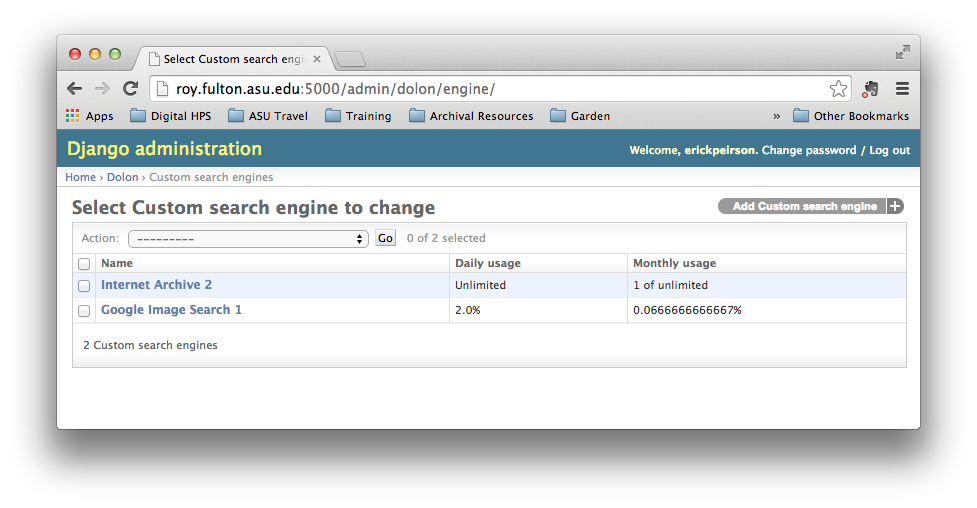 Select Custom search engi
roy.fulton.asu.edu:5000/admin/dolon/engine/
Apps Digital HPS ASU Travel Training Archival Resources Garden » Other Bookmarks
Django administration Welcome, erickpeirson. Change password / Log out
Home › Dolon › Custom search engines
Select Custom search engine to change Add Custom search engine +
Action: --------- Go 0 of 2 selected
Name Daily usage Monthly usage
Internet Archive 2 Unlimited 1 of unlimited
Google Image Search 1 2.0% 0.0666666666667%
2 Custom search engines